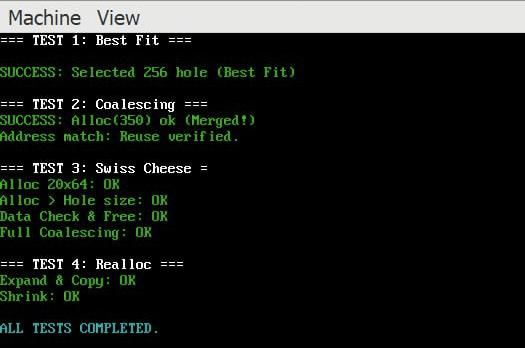 Machine View
=== TEST 1: Best Fit ===
SUCCESS: Selected 256 hole (Best Fit)
=== TEST 2: Coalescing ===
SUCCESS: Alloc(350) ok (Merged!)
Address match: Reuse verified.
=== TEST 3: Swiss Cheese =
Alloc 20x64: OK
Alloc > Hole size: OK
Data Check & Free: OK
Full Coalescing: OK
=== TEST 4: Realloc ===
Expand & Copy: OK
Shrink: OK
ALL TESTS COMPLETED.